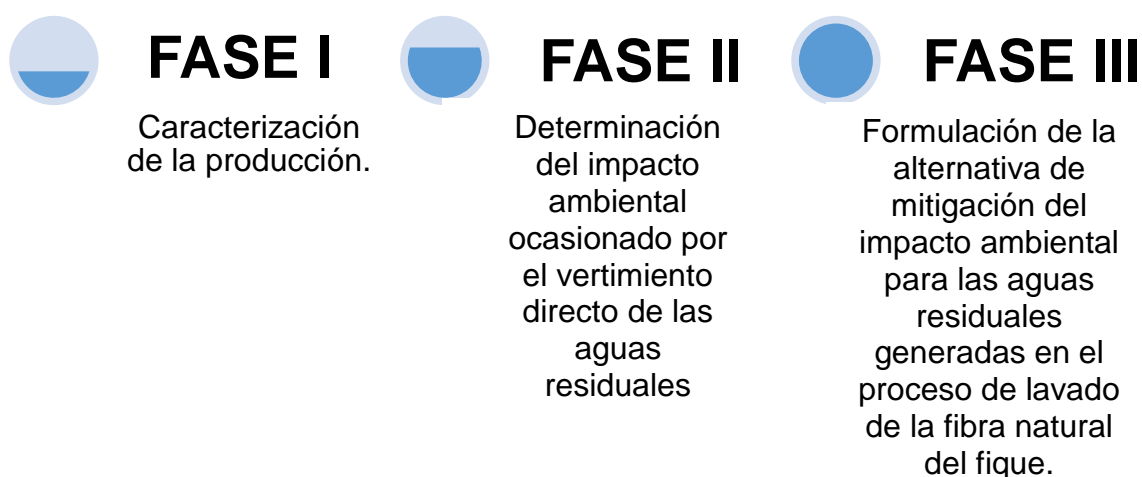 FASE I
Caracterización
de la producción.
FASE II
Determinación
del impacto
ambiental
ocasionado por
el vertimiento
directo de las
aguas
residuales
FASE III
Formulación de la
alternativa de
mitigación del
impacto ambiental
para las aguas
residuales
generadas en el
proceso de lavado
de la fibra natural
del fique.